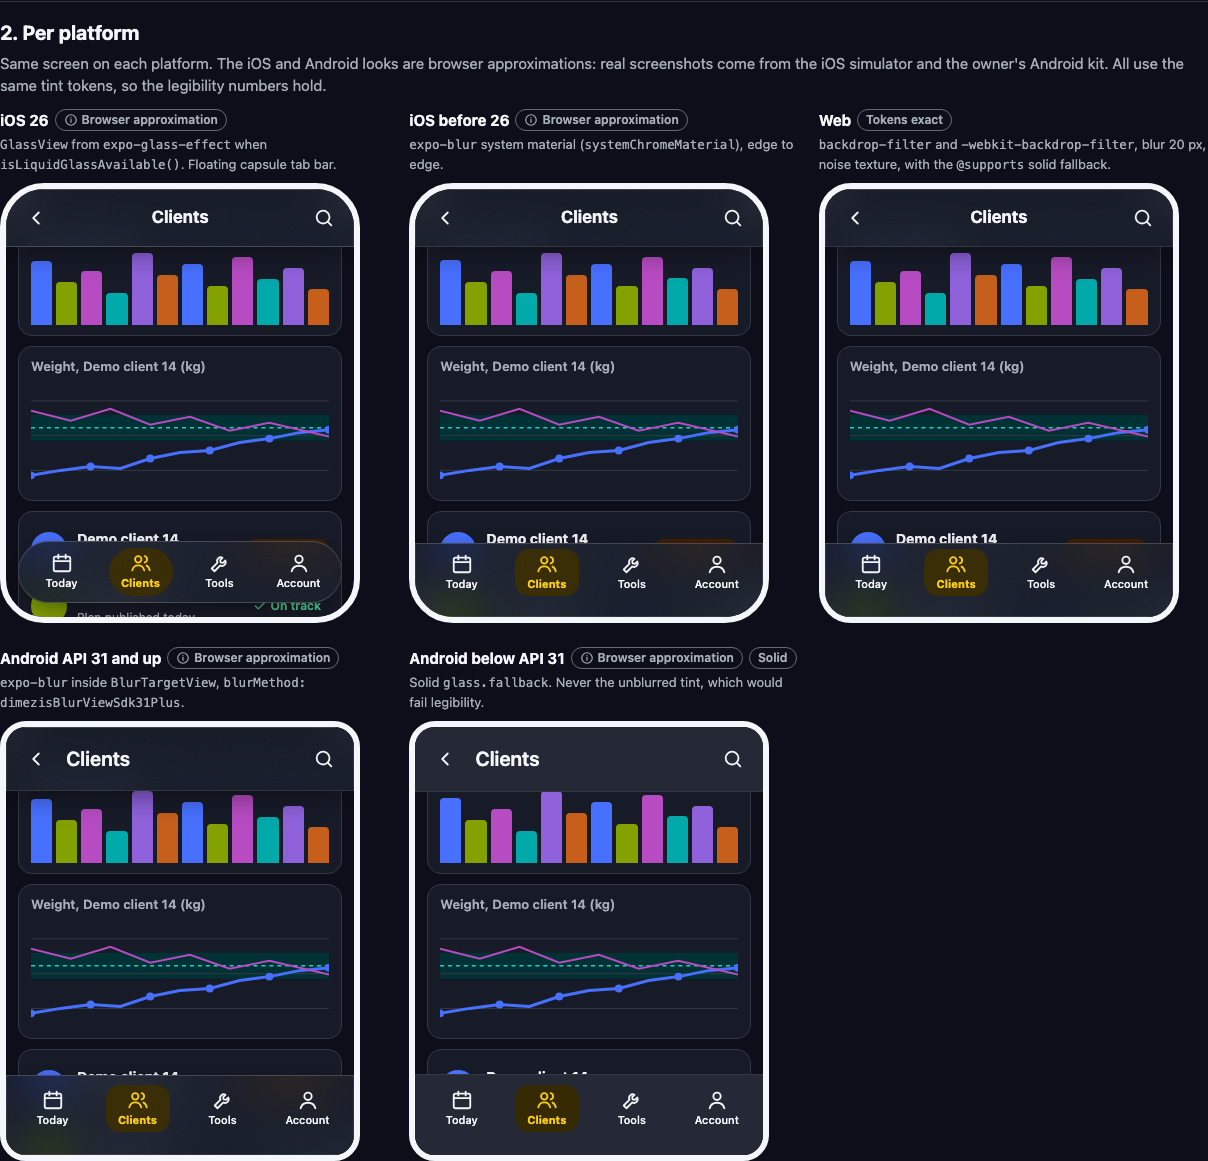 2. Per platform
Same screen on each platform. The iOS and Android looks are browser approximations: real screenshots come from the iOS simulator and the owner's Android kit. All use the
same tint tokens, so the legibility numbers hold.
iOS 26 Browser approximation
GlassView from expo-glass-effect when
isLiquidGlassAvailable(). Floating capsule tab bar.
Clients
Weight, Demo client 14 (kg)
Demo client 14
Today Clients Tools Account
Plan published today
On track
iOS before 26 Browser approximation
expo-blur system material (systemChromeMaterial), edge to
edge.
Clients
Weight, Demo client 14 (kg)
Demo client 14
Today Clients Tools Account
Web Tokens exact
backdrop-filter and -webkit-backdrop-filter, blur 20 px,
noise texture, with the @supports solid fallback.
Clients
Weight, Demo client 14 (kg)
Demo client 14
Today Clients Tools Account
Android API 31 and up Browser approximation
expo-blur inside BlurTargetView, blurMethod:
dimezisBlurViewSdk31Plus.
Clients
Weight, Demo client 14 (kg)
Demo client 14
Today Clients Tools Account
Android below API 31 Browser approximation Solid
Solid glass.fallback. Never the unblurred tint, which would
fail legibility.
Clients
Weight, Demo client 14 (kg)
Today Clients Tools Account